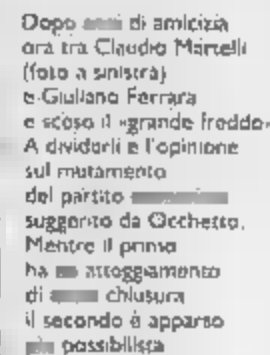 Dopo di amicizia
ora tra Claudio Martelli
(foto a sinistra)
e Giuliano Ferrara
è sceso il «grande freddo»
A dividerli è l'opinione
sul mutamento
del partito
suggerito da Occhetto.
Mentre il primo
ha atteggiamento
di chiusura
il secondo è apparso
possibilista